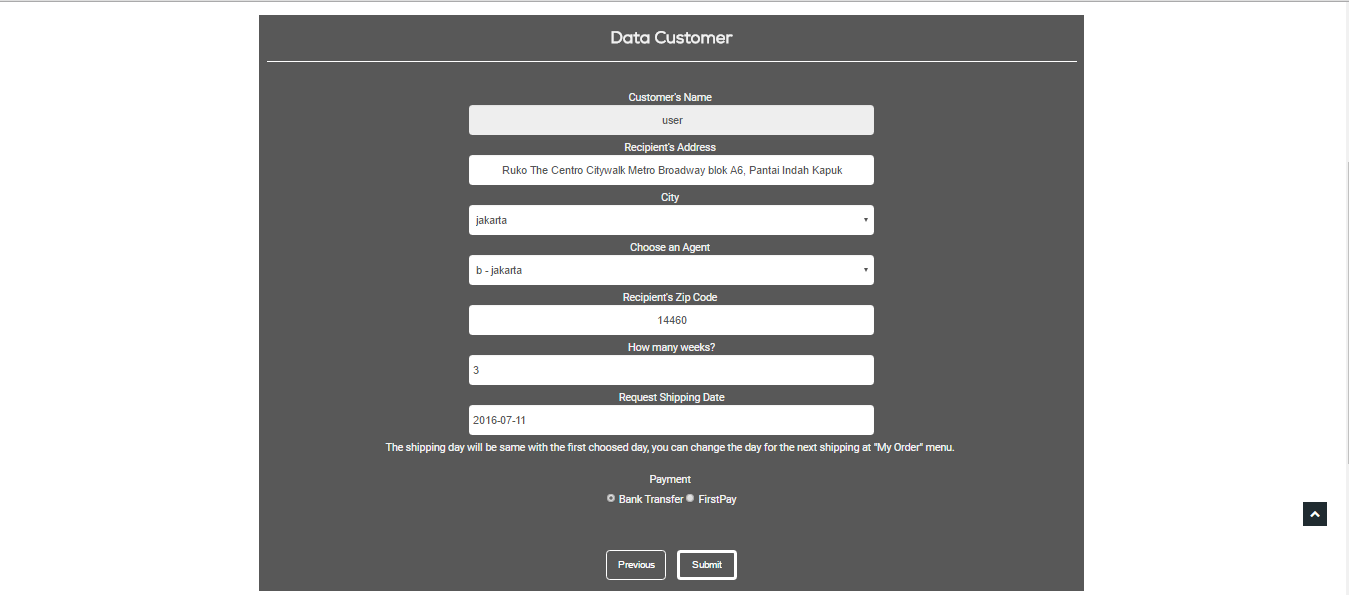 Data Customer
Customer's Name
user
Recipient's Address
Ruko The Centro Citywalk Metro Broadway blok A6, Pantai Indah Kapuk
City
jakarta
Choose an Agent
b - jakarta
Recipient's Zip Code
14460
How many weeks?
3
Request Shipping Date
2016-07-11
The shipping day will be same with the first choosed day, you can change the day for the next shipping at "My Order" menu.
Payment
Bank Transfer FirstPay
Previous Submit